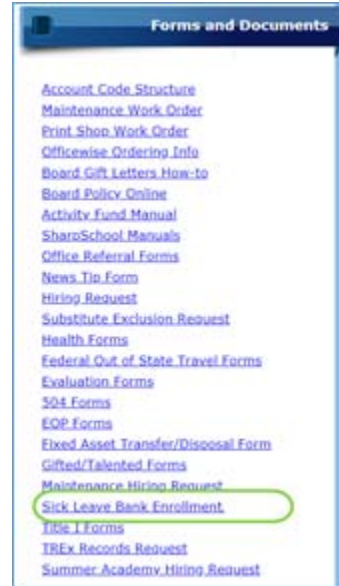 Forms and Documents
Account Code Structure
Maintenance Work Order
Print Shop Work Order
Officewise Ordering Info
Board Gift Letters How-to
Board Policy Online
Activity Fund Manual
SharpSchool Manuals
Office Referral Forms
News Tip Form
Hiring Request
Substitute Exclusion Request
Health Forms
Federal Out of State Travel Forms
Evaluation Forms
504 Forms
EOP Forms
Fixed Asset Transfer/Disposal Form
Gifted/Talented Forms
Maintenance Hiring Request
Sick Leave Bank Enrollment
Title I Forms
TREx Records Request
Summer Academy Hiring Request